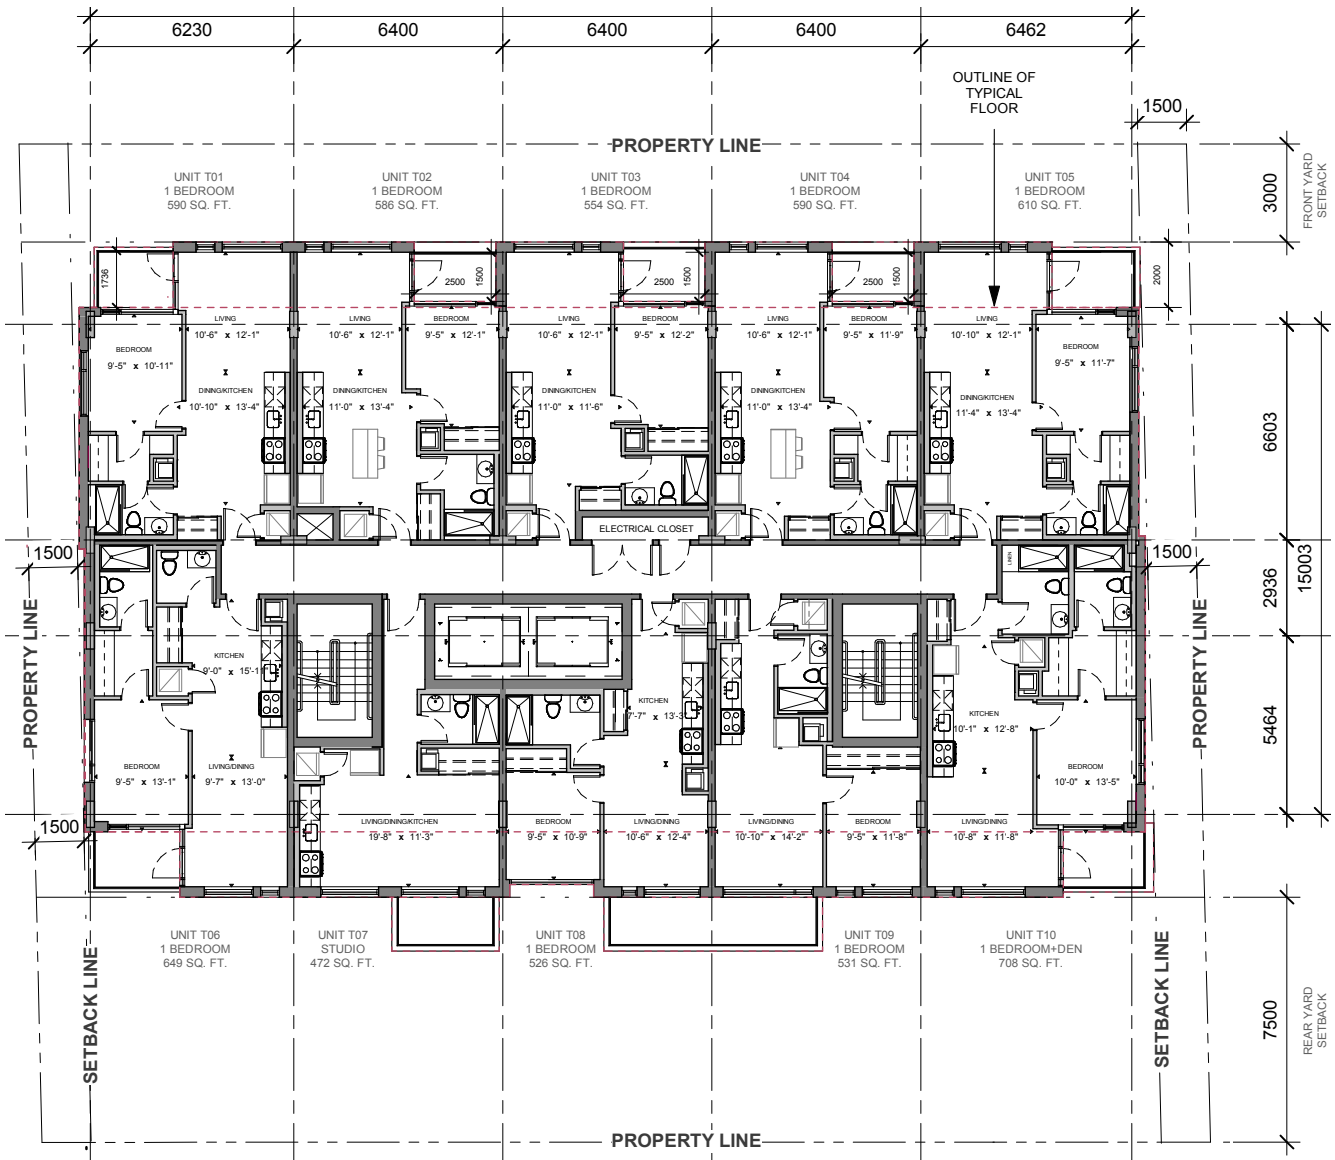 6230
6400
6400
6400
6462
OUTLINE OF
TYPICAL
FLOOR
1500
PROPERTY LINE
3000
FRONT YARD
SETBACK
UNIT T01
1 BEDROOM
590 SQ. FT.
UNIT T02
1 BEDROOM
586 SQ. FT.
UNIT T03
1 BEDROOM
554 SQ. FT.
UNIT T04
1 BEDROOM
590 SQ. FT.
UNIT T05
1 BEDROOM
610 SQ. FT.
1736
2500
1500
2500
1500
2500
1500
2000
LIVING
10'-6" x 12'-1"
LIVING
10'-6" x 12'-1"
BEDROOM
9'-5" x 12'-1"
LIVING
10'-6" x 12'-1"
BEDROOM
9'-5" x 12'-2"
LIVING
10'-6" x 12'-1"
BEDROOM
9'-5" x 11'-9"
LIVING
10'-10" x 12'-1"
BEDROOM
9'-5" x 11'-7"
BEDROOM
9'-5" x 10'-11"
DINING/KITCHEN
10'-10" x 13'-4"
DINING/KITCHEN
11'-0" x 13'-4"
DINING/KITCHEN
11'-0" x 11'-6"
DINING/KITCHEN
11'-0" x 13'-4"
DINING/KITCHEN
11'-4" x 13'-4"
6603
ELECTRICAL CLOSET
1500
LINEN
1500
2936
15003
PROPERTY LINE
PROPERTY LINE
KITCHEN
9'-0" x 15'-11"
KITCHEN
7'-7" x 13'-3"
KITCHEN
10'-1" x 12'-8"
5464
BEDROOM
9'-5" x 13'-1"
LIVING/DINING
9'-7" x 13'-0"
BEDROOM
10'-0" x 13'-5"
1500
LIVING/DINING/KITCHEN
19'-8" x 11'-3"
BEDROOM
9'-5" x 10'-9"
LIVING/DINING
10'-6" x 12'-4"
LIVING/DINING
10'-10" x 14'-2"
BEDROOM
9'-5" x 11'-8"
LIVING/DINING
10'-8" x 11'-8"
UNIT T06
1 BEDROOM
649 SQ. FT.
UNIT T07
STUDIO
472 SQ. FT.
UNIT T08
1 BEDROOM
526 SQ. FT.
UNIT T09
1 BEDROOM
531 SQ. FT.
UNIT T10
1 BEDROOM+DEN
708 SQ. FT.
SETBACK LINE
SETBACK LINE
7500
REAR YARD
SETBACK
PROPERTY LINE